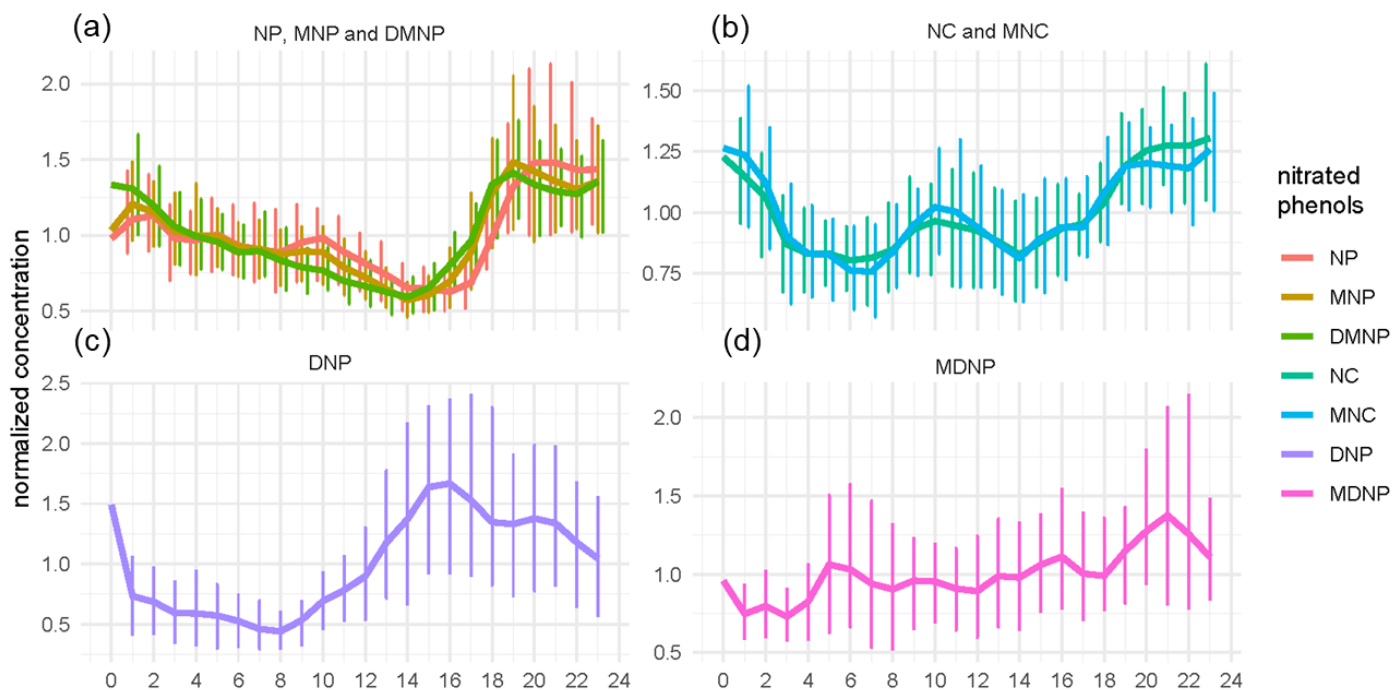 (a)
NP, MNP and DMNP
2.0
1.5
1.0
0.5
0 2 4 6 8 10 12 14 16 18 20 22 24
(b)
NC and MNC
1.50
1.25
1.00
0.75
0 2 4 6 8 10 12 14 16 18 20 22 24
normalized concentration
(c)
DNP
2.5
2.0
1.5
1.0
0.5
0 2 4 6 8 10 12 14 16 18 20 22 24
(d)
MDNP
2.0
1.5
1.0
0.5
0 2 4 6 8 10 12 14 16 18 20 22 24
nitrated
phenols
NP
MNP
DMNP
NC
MNC
DNP
MDNP